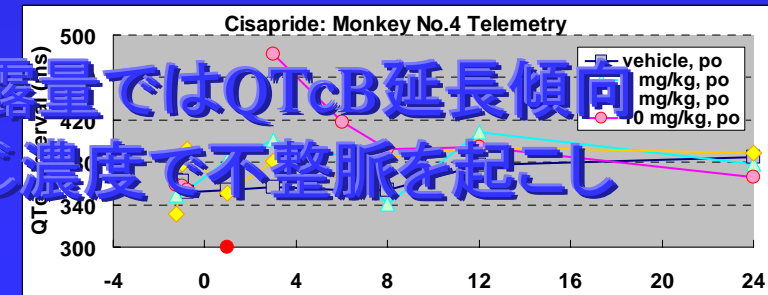 Cisapride: Monkey No.4 Telemetry
500
vehicle, po
mg/kg, po
mg/kg, po
0 mg/kg, po
露量ではQTcB延長傾向
420
濃度で不整脈を起こし
340
300
-4 0 4 8 12 16 20 24